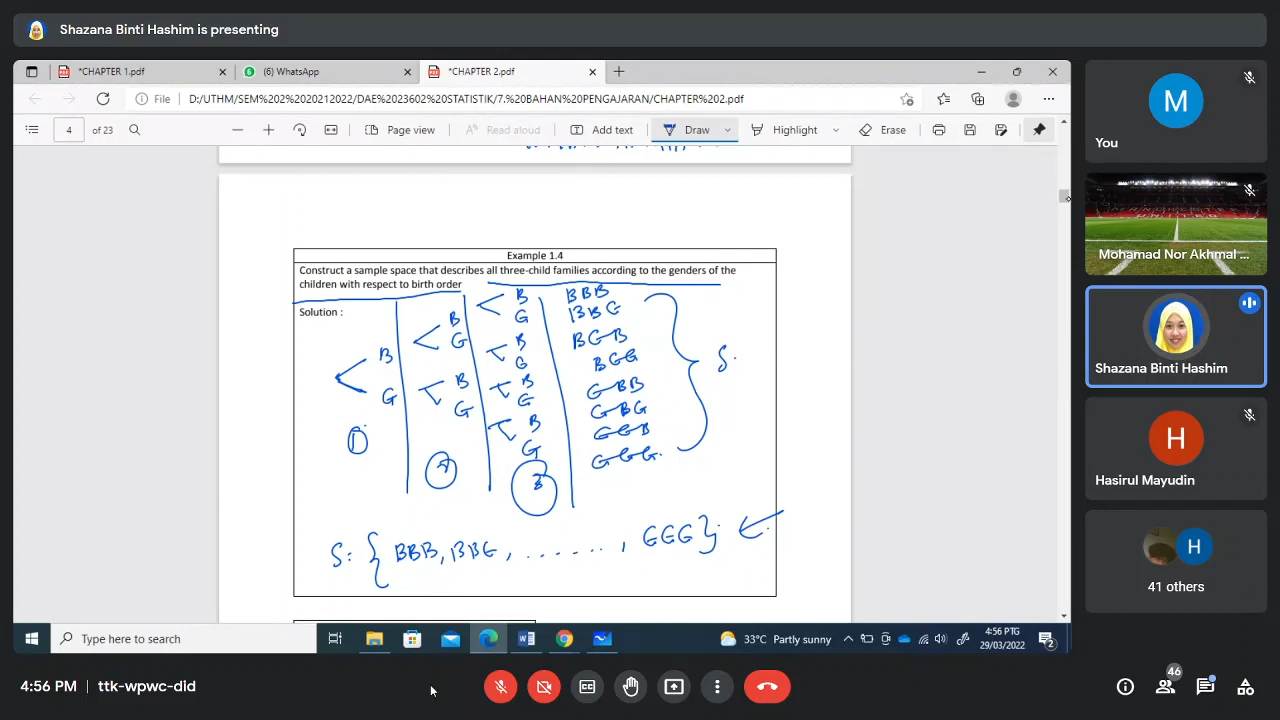 Shazana Binti Hashim is presenting
*CHAPTER 1.pdf
(6) WhatsApp
*CHAPTER 2.pdf
File
D:/UTHM/SEM%202%2020212022/DAE%2023602%20STATISTIK/7.%20BAHAN%20PENGAJARAN/CHAPTER%202.pdf
4 of 23
Page view
Read aloud
Add text
Draw
Highlight
Erase
Example 1.4
Construct a sample space that describes all three-child families according to the genders of the
children with respect to birth order
Solution :
B B B BBB
G BBG
G B BGB
G BGG
B B B GBB
G GBG
G G B GGB
G GGG
S
1 2 3
S: { BBB, BBG, ......., GGG }
Type here to search
33°C Partly sunny
4:56 PTG
29/03/2022
2
You
M
Mohamad Nor Akhmal ...
Shazana Binti Hashim
H
Hasirul Mayudin
H
41 others
4:56 PM | ttk-wpwc-did
46